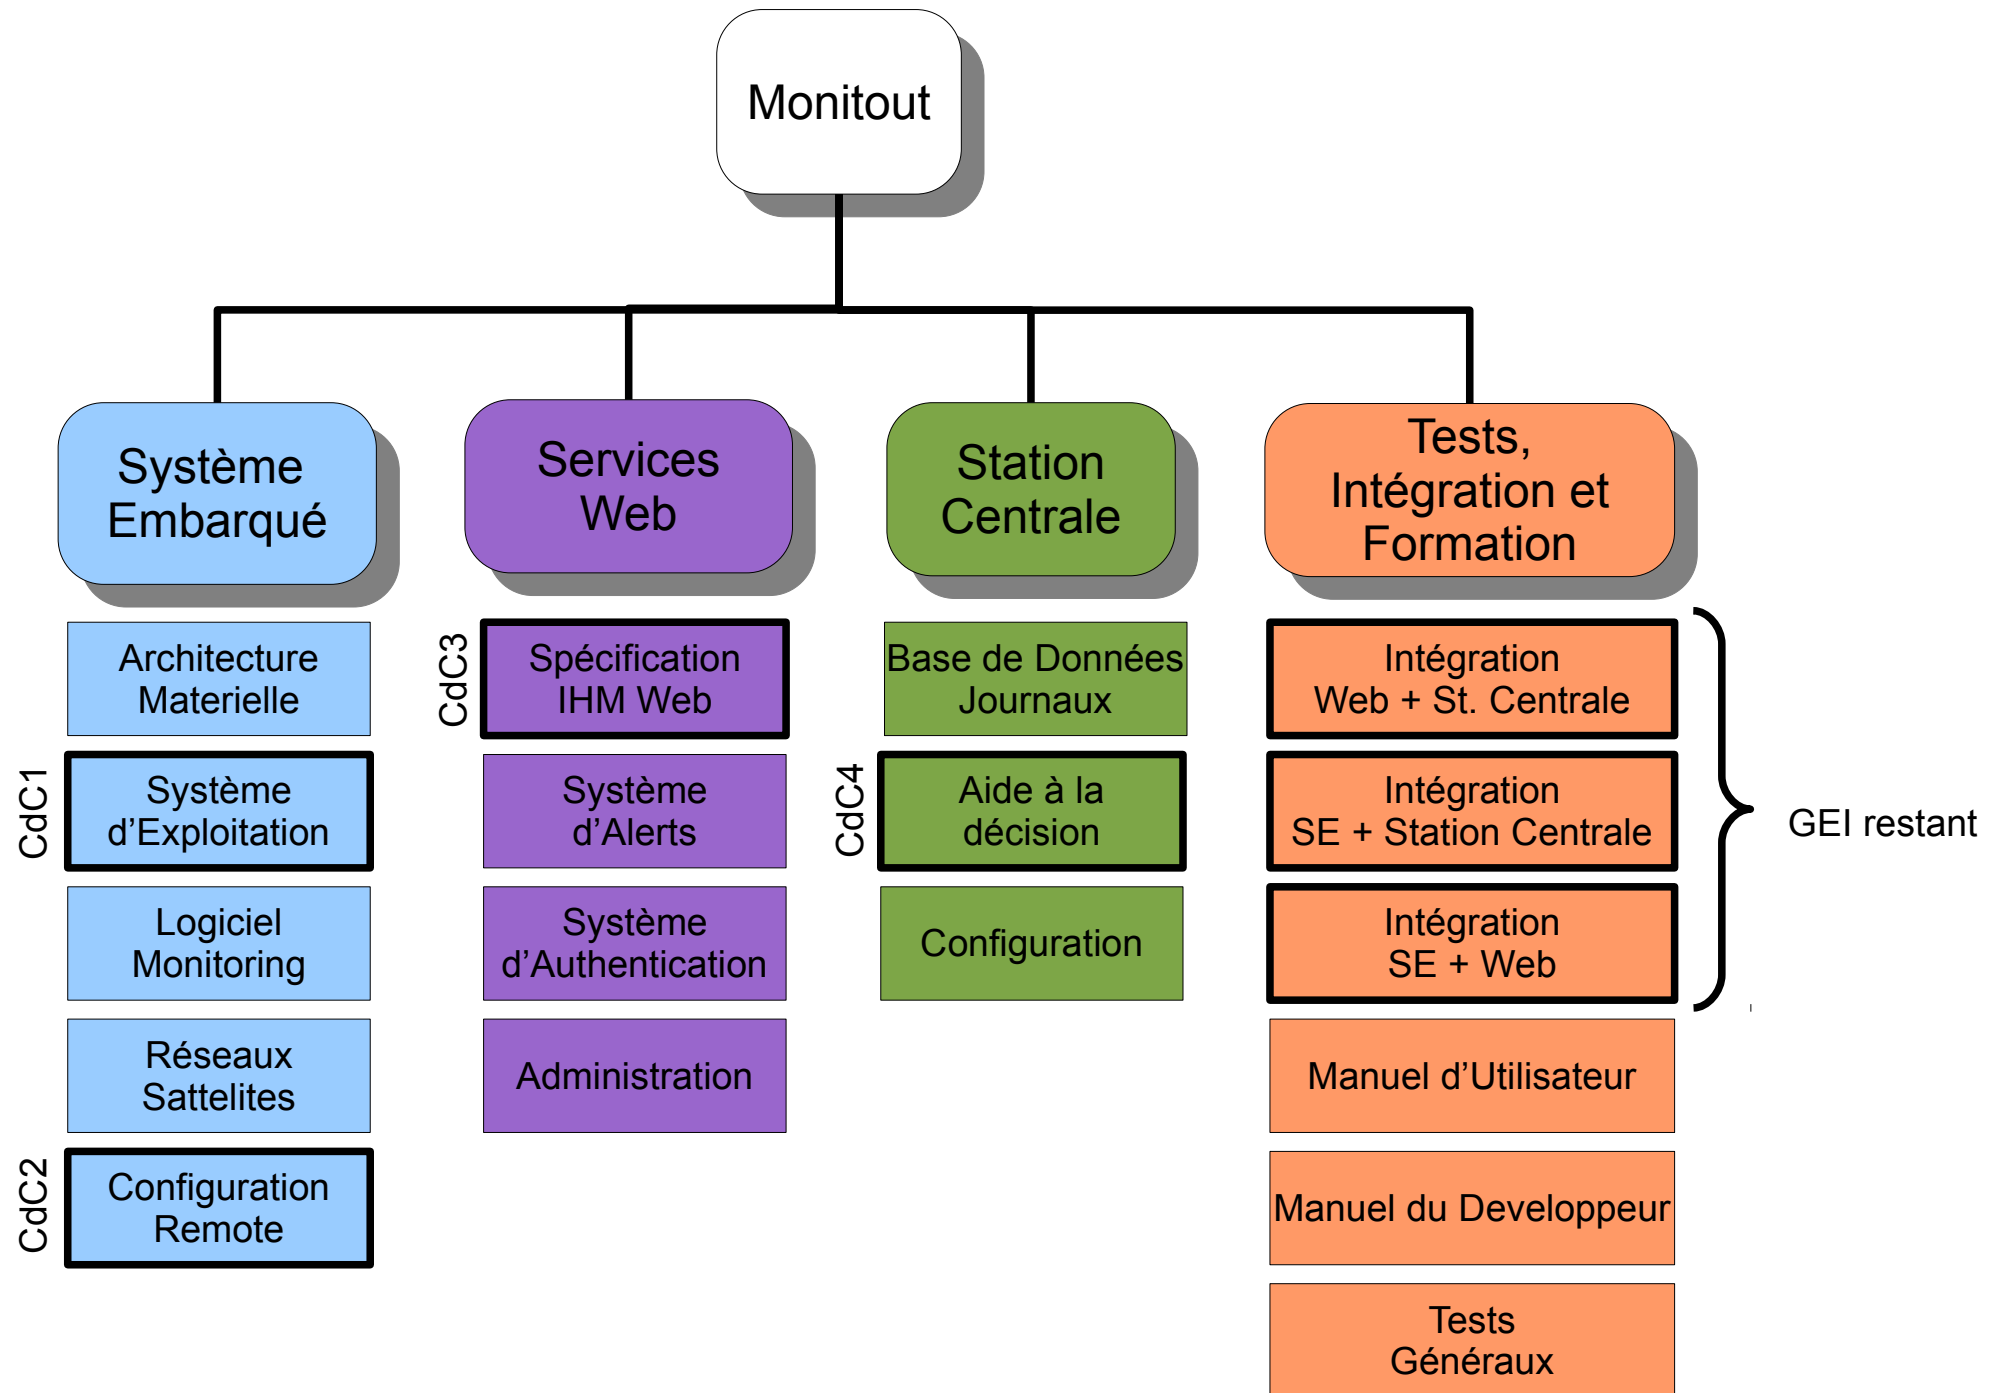 Monitout
Système
Embarqué
Services
Web
Station
Centrale
Tests,
Intégration et
Formation
Architecture
Materielle
CdC1
Système
d’Exploitation
Logiciel
Monitoring
Réseaux
Sattelites
CdC2
Configuration
Remote
CdC3
Spécification
IHM Web
Système
d’Alerts
Système
d’Authentication
Administration
Base de Données
Journaux
CdC4
Aide à la
décision
Configuration
Intégration
Web + St. Centrale
Intégration
SE + Station Centrale
Intégration
SE + Web
GEI restant
Manuel d’Utilisateur
Manuel du Developpeur
Tests
Généraux